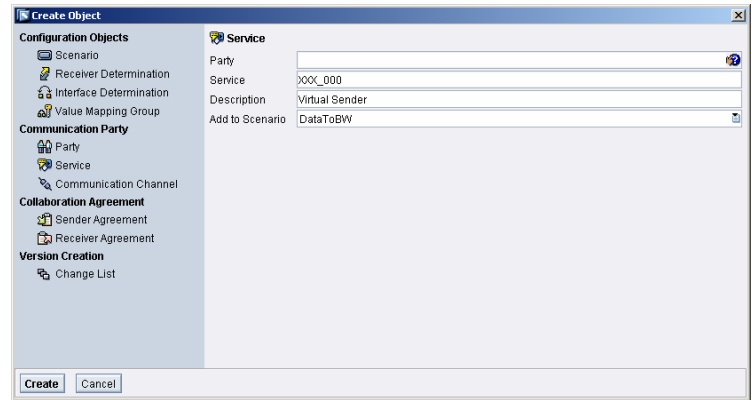 Create Object
Configuration Objects
Scenario
Receiver Determination
Interface Determination
Value Mapping Group
Communication Party
Party
Service
Communication Channel
Collaboration Agreement
Sender Agreement
Receiver Agreement
Version Creation
Change List
Service
Party
Service XXX_000
Description Virtual Sender
Add to Scenario DataToBW
Create Cancel